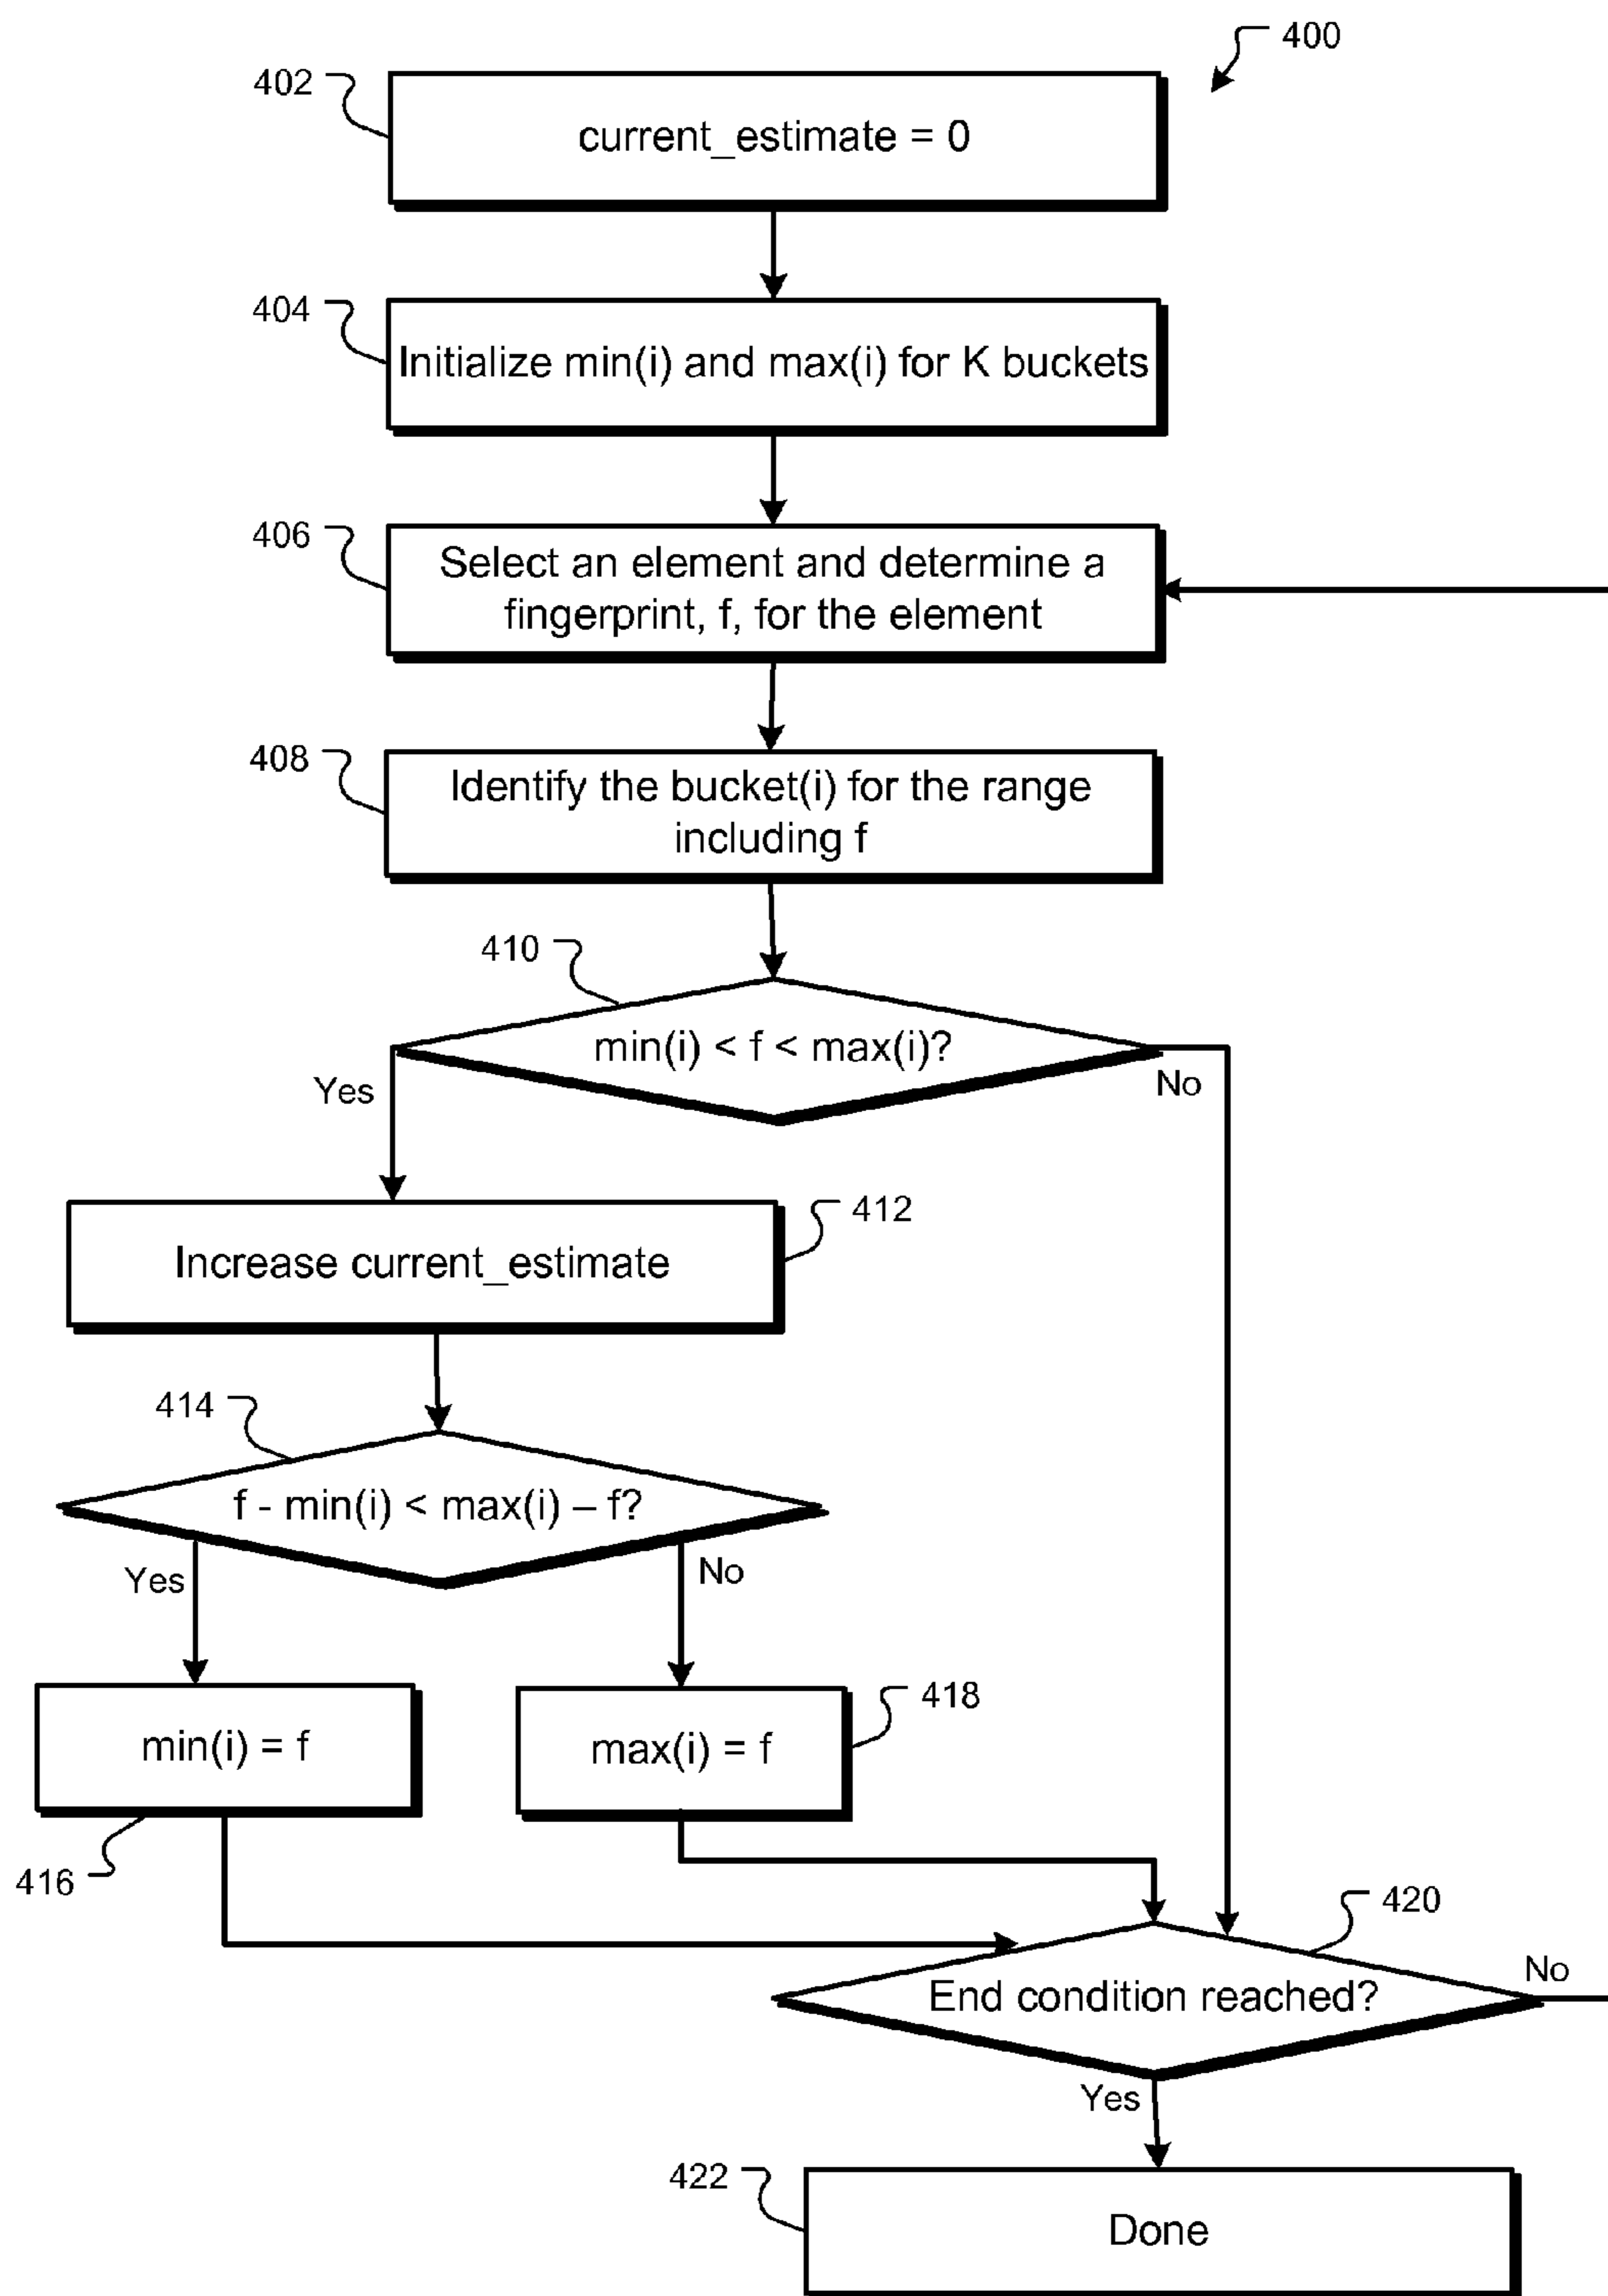 400
402
current_estimate = 0
404
Initialize min(i) and max(i) for K buckets
406
Select an element and determine a
fingerprint, f, for the element
408
Identify the bucket(i) for the range
including f
410
min(i) < f < max(i)?
Yes
No
412
Increase current_estimate
414
f - min(i) < max(i) – f?
Yes
No
min(i) = f
416
max(i) = f
418
420
End condition reached?
No
Yes
422
Done